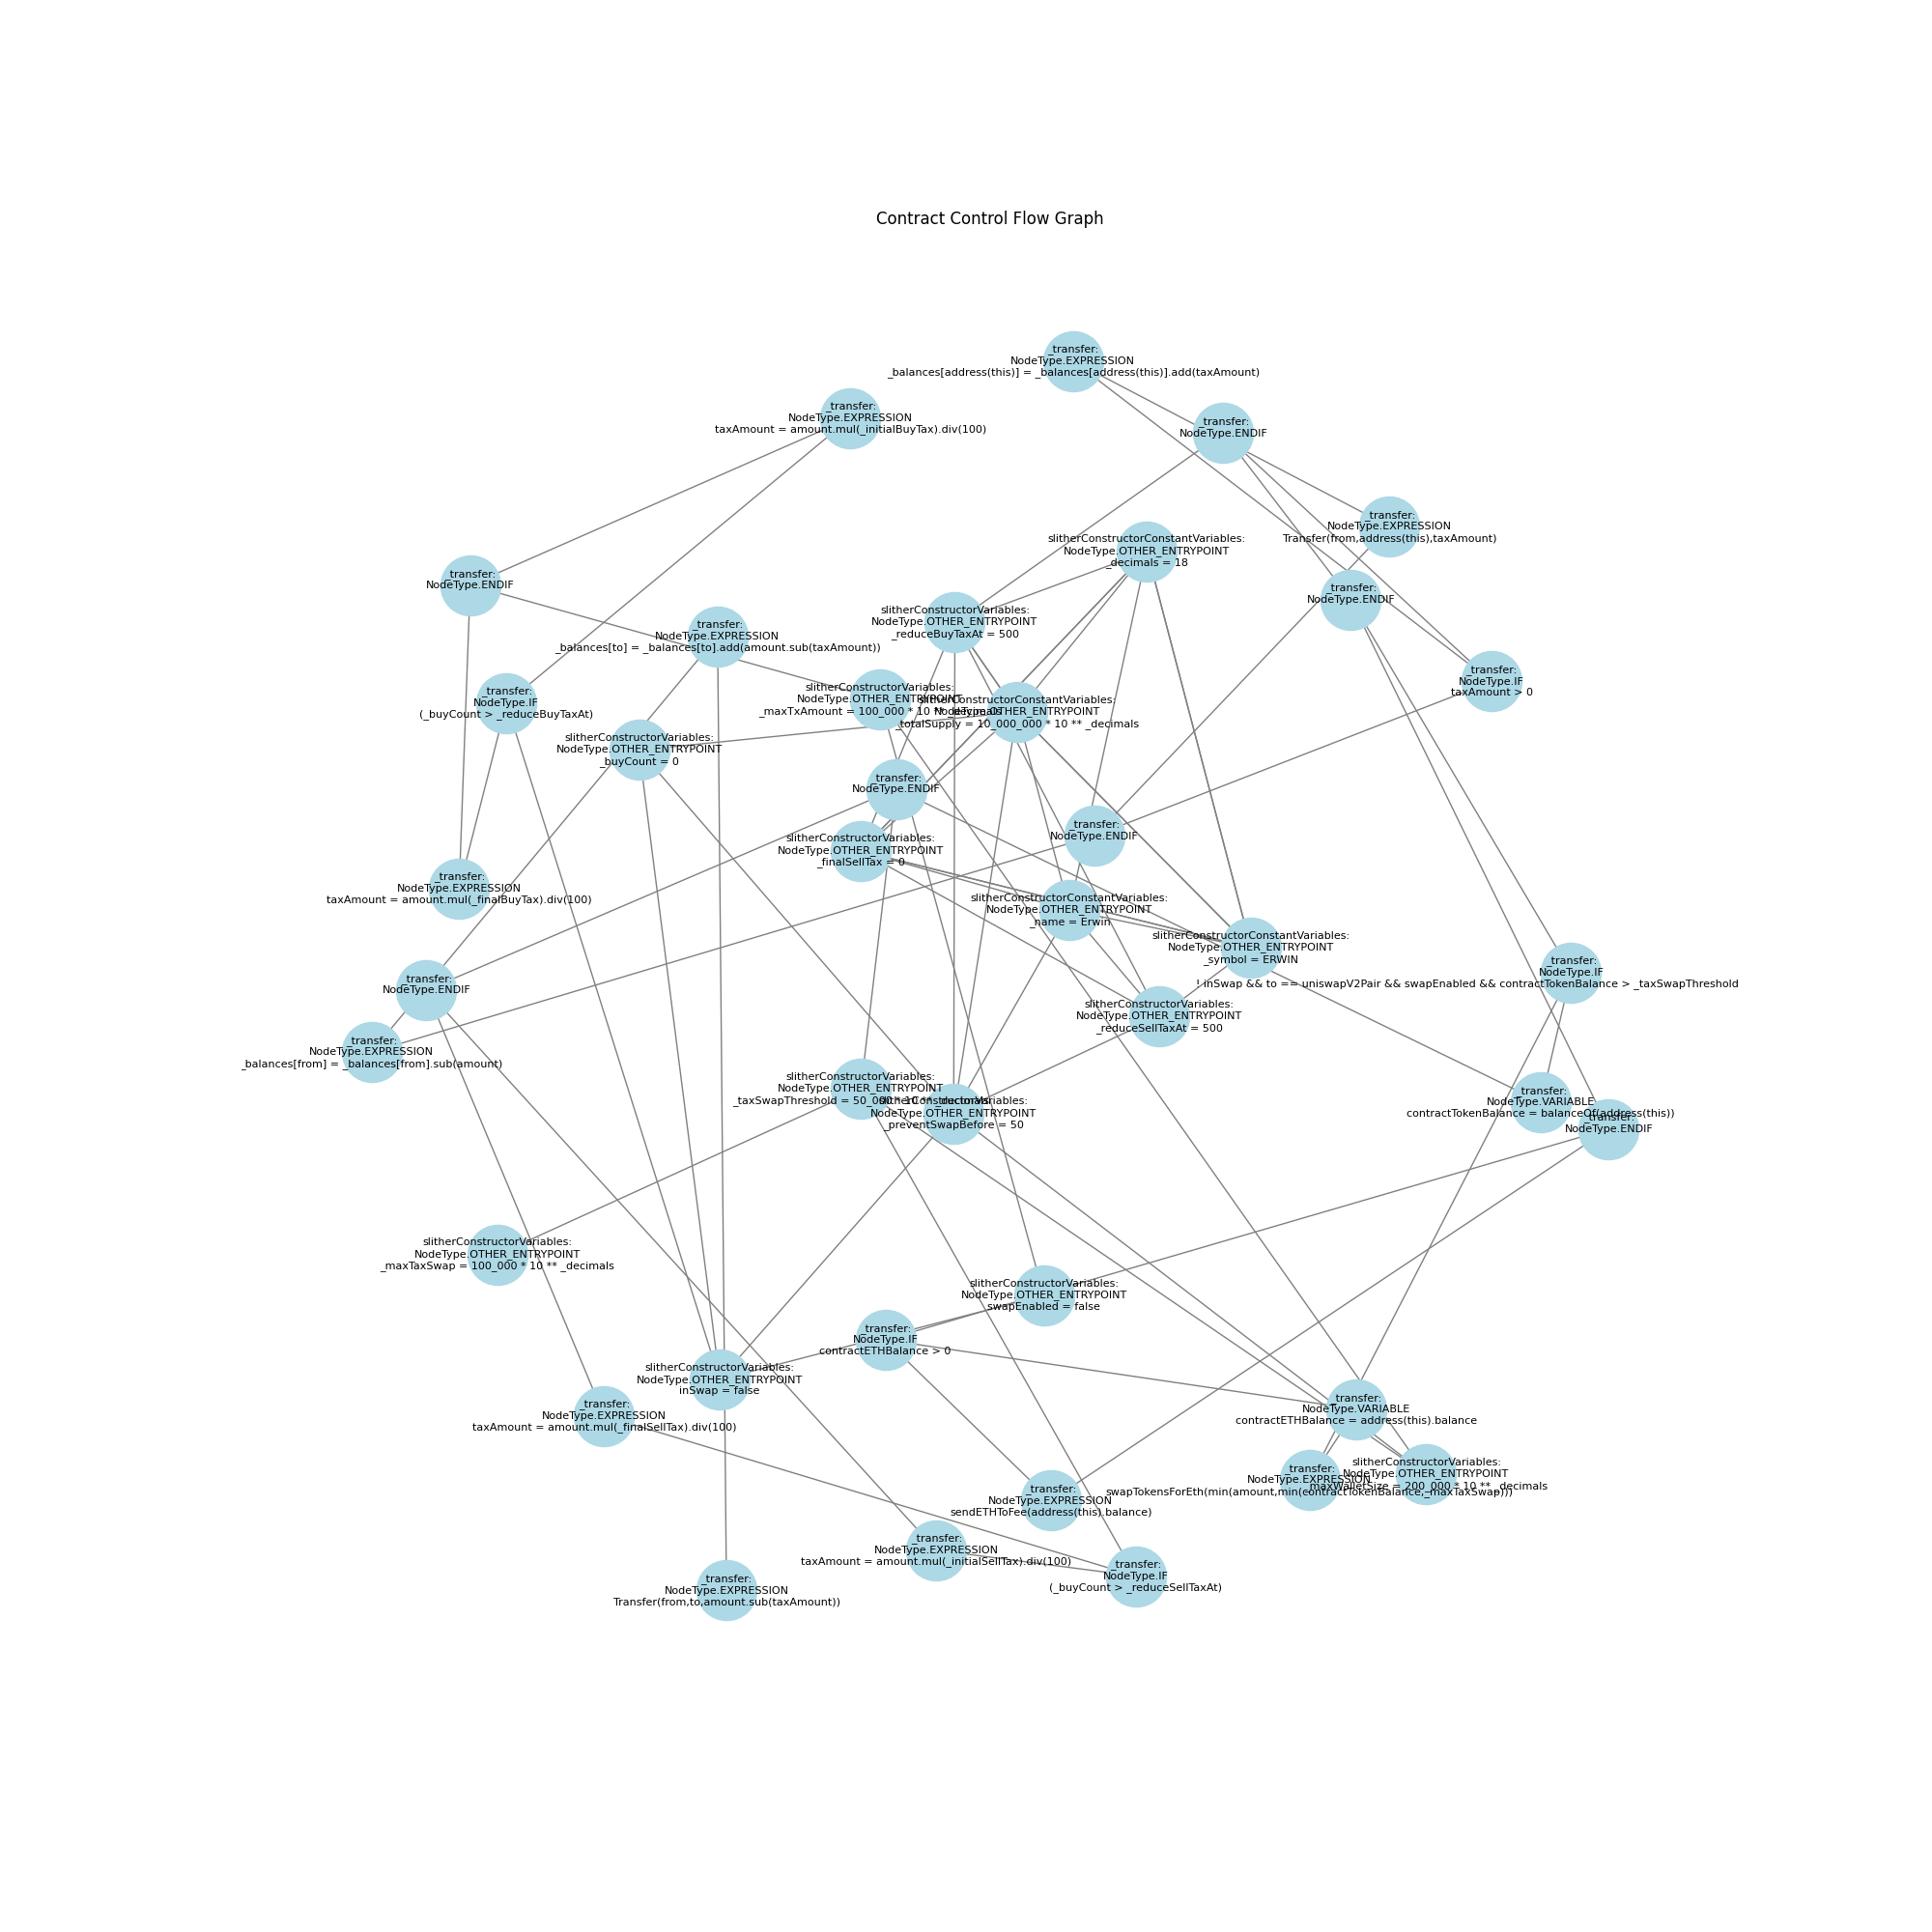 Contract Control Flow Graph
_transfer:
NodeType.EXPRESSION
_balances[address(this)] = _balances[address(this)].add(taxAmount)
_transfer:
NodeType.EXPRESSION
taxAmount = amount.mul(_initialBuyTax).div(100)
_transfer:
NodeType.ENDIF
_transfer:
NodeType.EXPRESSION
Transfer(from,address(this),taxAmount)
slitherConstructorConstantVariables:
NodeType.OTHER_ENTRYPOINT
_decimals = 18
_transfer:
NodeType.ENDIF
_transfer:
NodeType.ENDIF
slitherConstructorVariables:
NodeType.OTHER_ENTRYPOINT
_reduceBuyTaxAt = 500
_transfer:
NodeType.EXPRESSION
_balances[to] = _balances[to].add(amount.sub(taxAmount))
_transfer:
NodeType.IF
taxAmount > 0
_transfer:
NodeType.IF
(_buyCount > _reduceBuyTaxAt)
slitherConstructorVariables:
NodeType.OTHER_ENTRYPOINT
_maxTxAmount = 100_000 * 10 ** _decimals
slitherConstructorConstantVariables:
NodeType.OTHER_ENTRYPOINT
_totalSupply = 10_000_000 * 10 ** _decimals
slitherConstructorVariables:
NodeType.OTHER_ENTRYPOINT
_buyCount = 0
_transfer:
NodeType.ENDIF
_transfer:
NodeType.ENDIF
slitherConstructorVariables:
NodeType.OTHER_ENTRYPOINT
_finalSellTax = 0
_transfer:
NodeType.EXPRESSION
taxAmount = amount.mul(_finalBuyTax).div(100)
slitherConstructorConstantVariables:
NodeType.OTHER_ENTRYPOINT
_name = Erwin
slitherConstructorConstantVariables:
NodeType.OTHER_ENTRYPOINT
_symbol = ERWIN
_transfer:
NodeType.IF
! inSwap && to == uniswapV2Pair && swapEnabled && contractTokenBalance > _taxSwapThreshold
_transfer:
NodeType.ENDIF
slitherConstructorVariables:
NodeType.OTHER_ENTRYPOINT
_reduceSellTaxAt = 500
_transfer:
NodeType.EXPRESSION
_balances[from] = _balances[from].sub(amount)
slitherConstructorVariables:
NodeType.OTHER_ENTRYPOINT
_taxSwapThreshold = 50_000 * 10 ** _decimals
slitherConstructorVariables:
NodeType.OTHER_ENTRYPOINT
_preventSwapBefore = 50
_transfer:
NodeType.VARIABLE
contractTokenBalance = balanceOf(address(this))
_transfer:
NodeType.ENDIF
slitherConstructorVariables:
NodeType.OTHER_ENTRYPOINT
_maxTaxSwap = 100_000 * 10 ** _decimals
slitherConstructorVariables:
NodeType.OTHER_ENTRYPOINT
swapEnabled = false
_transfer:
NodeType.IF
contractETHBalance > 0
slitherConstructorVariables:
NodeType.OTHER_ENTRYPOINT
inSwap = false
_transfer:
NodeType.EXPRESSION
taxAmount = amount.mul(_finalSellTax).div(100)
_transfer:
NodeType.VARIABLE
contractETHBalance = address(this).balance
_transfer:
NodeType.EXPRESSION
swapTokensForEth(min(amount,min(contractTokenBalance,_maxTaxSwap)))
slitherConstructorVariables:
NodeType.OTHER_ENTRYPOINT
_maxWalletSize = 200_000 * 10 ** _decimals
_transfer:
NodeType.EXPRESSION
sendETHToFee(address(this).balance)
_transfer:
NodeType.EXPRESSION
taxAmount = amount.mul(_initialSellTax).div(100)
_transfer:
NodeType.IF
(_buyCount > _reduceSellTaxAt)
_transfer:
NodeType.EXPRESSION
Transfer(from,to,amount.sub(taxAmount))